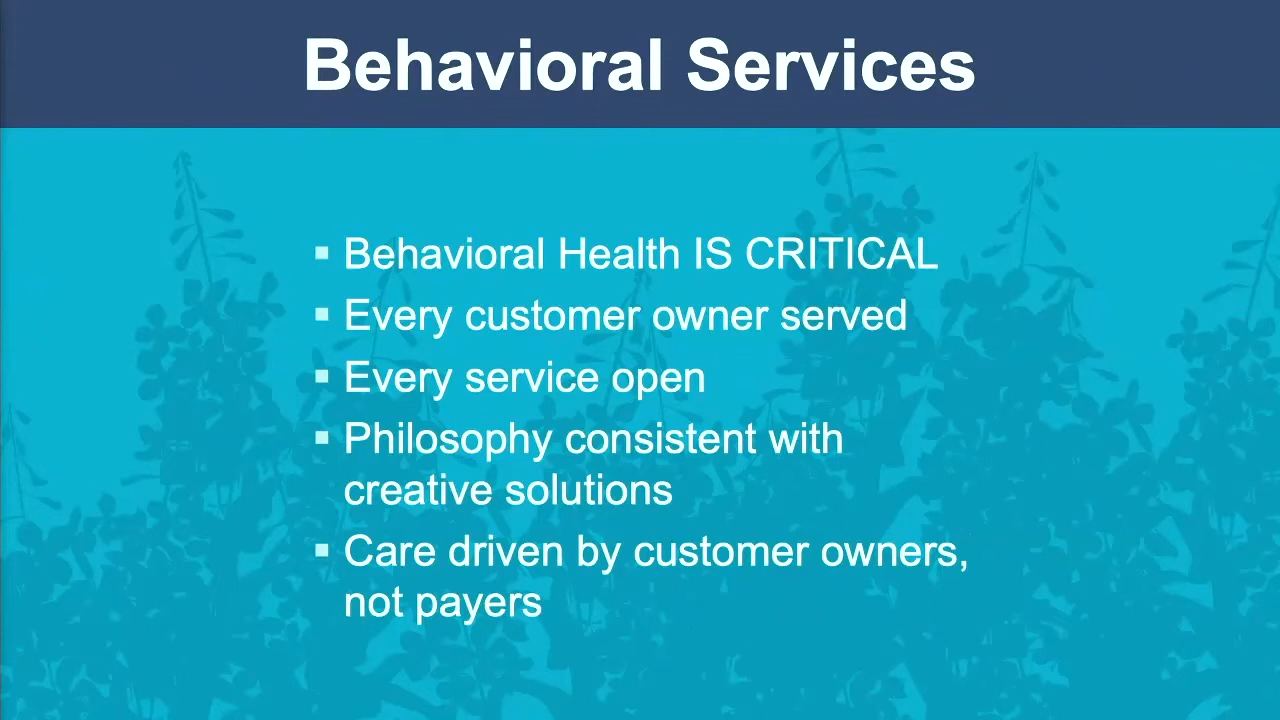 Behavioral Services
▪ Behavioral Health IS CRITICAL
▪ Every customer owner served
▪ Every service open
▪ Philosophy consistent with
creative solutions
▪ Care driven by customer owners,
not payers